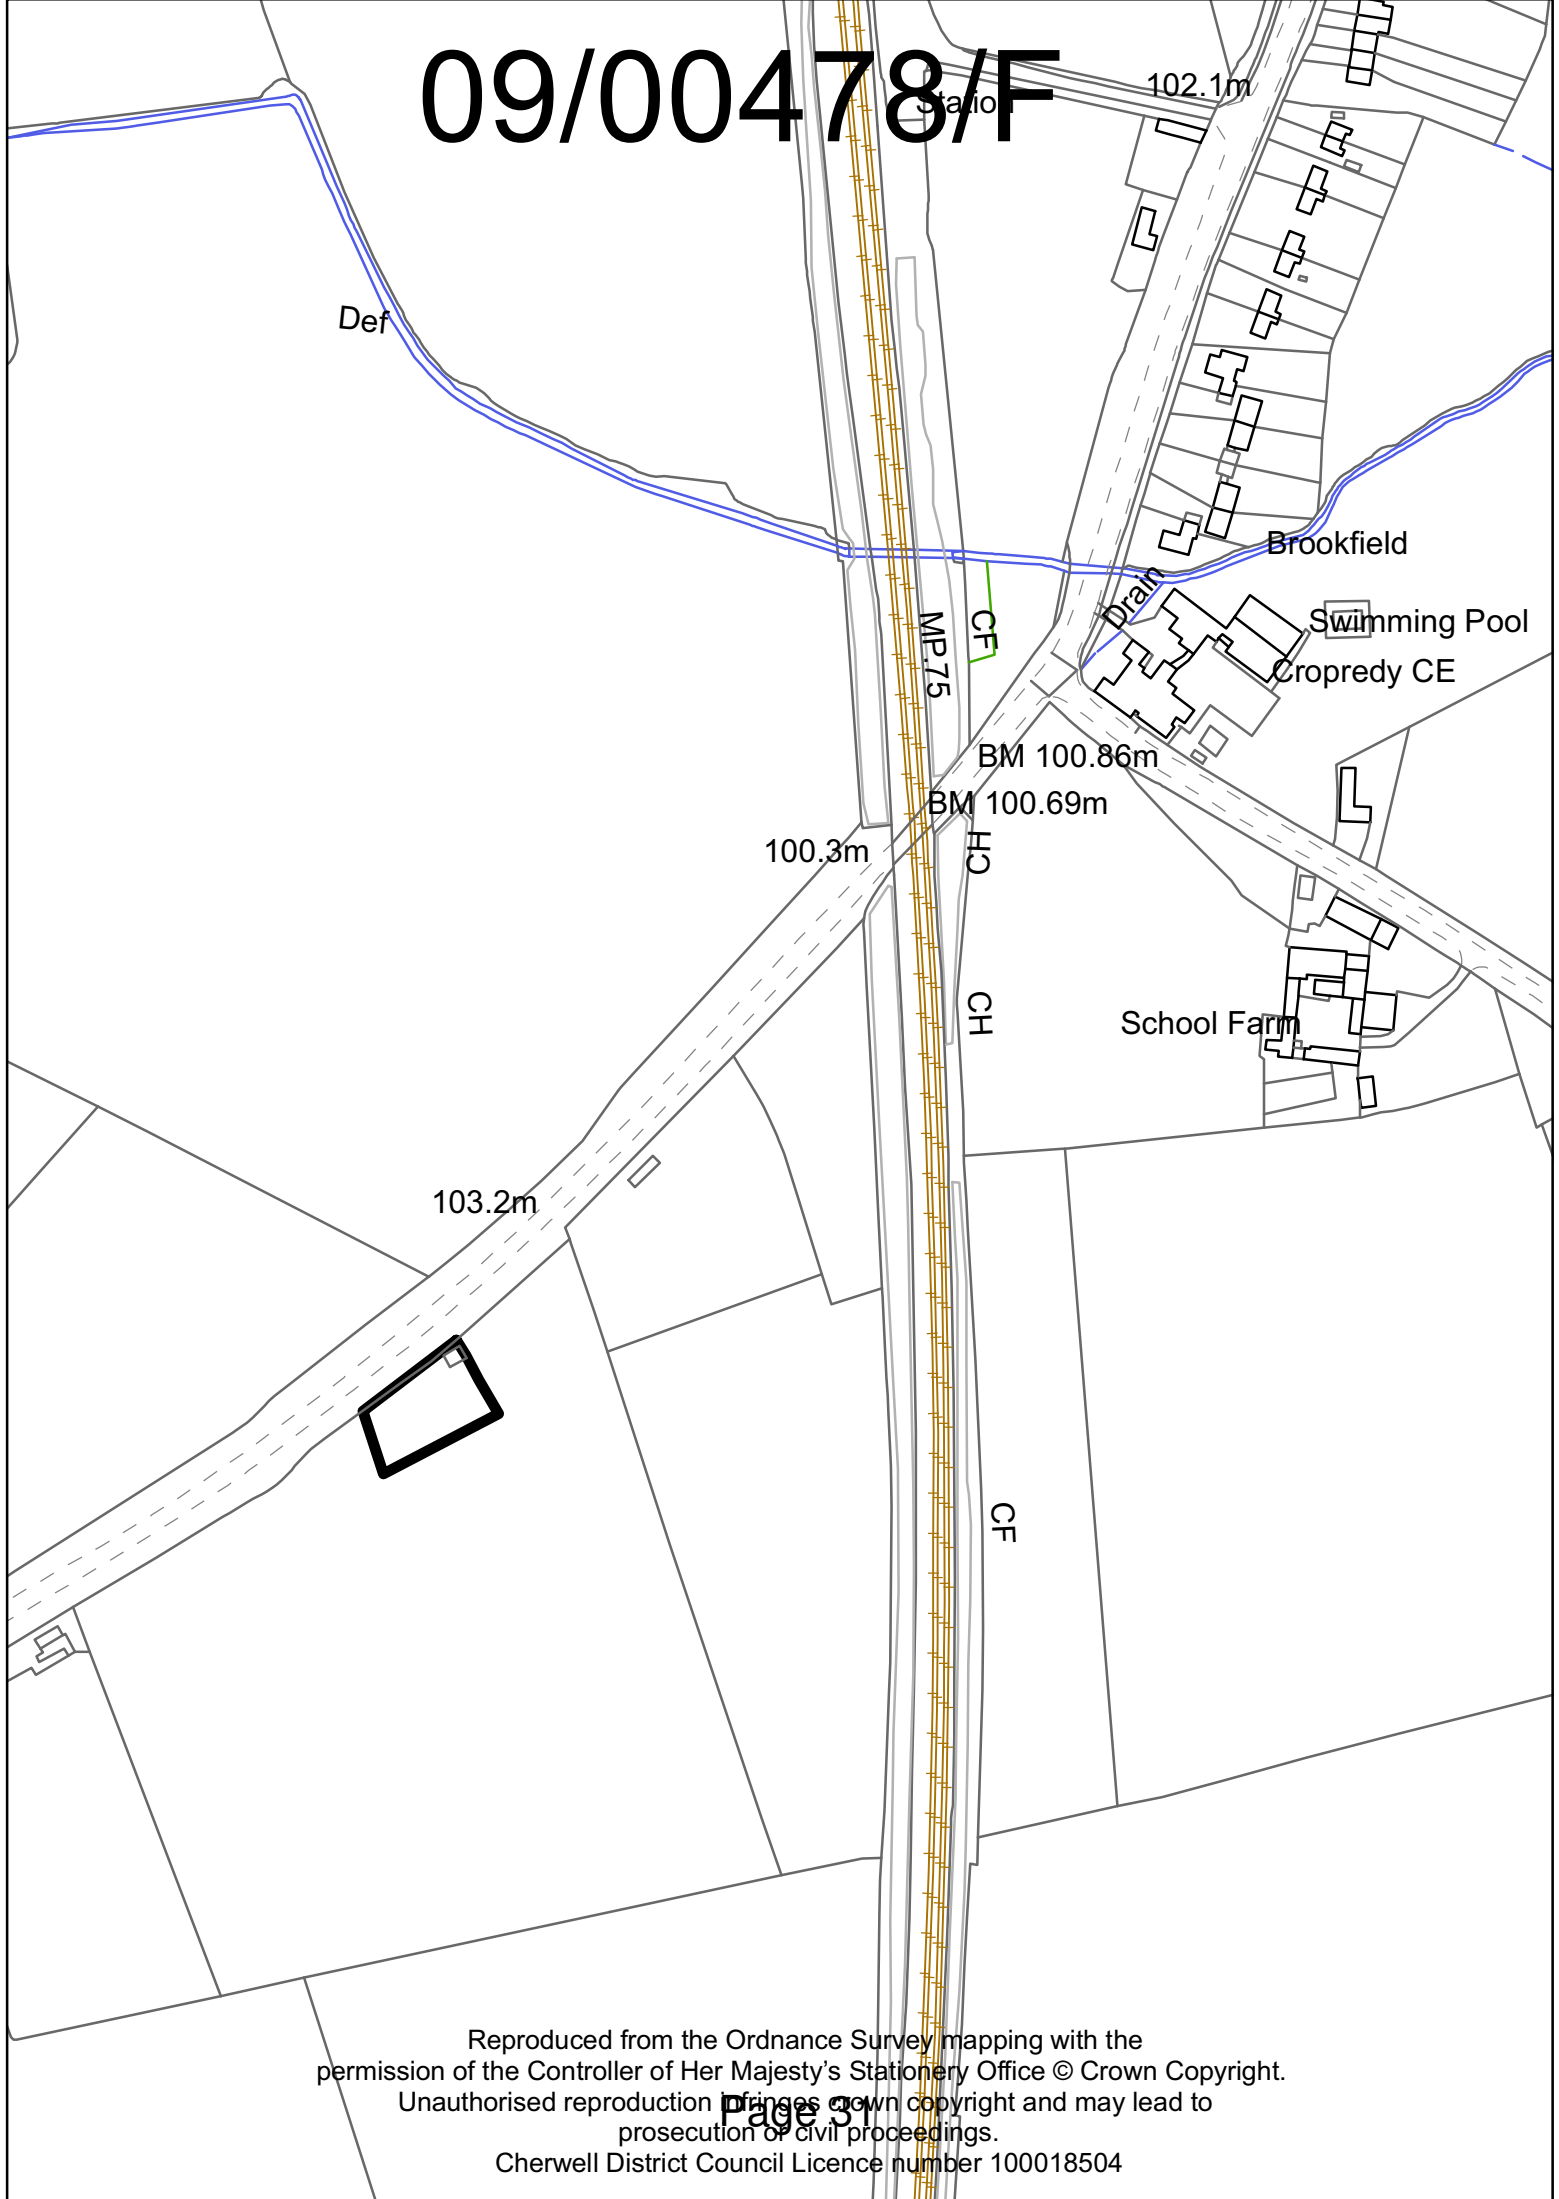 09/00478/F
102.1m
Station
Def
Brookfield
Drain
Swimming Pool
CF
MP.75
Cropredy CE
BM 100.86m
BM 100.69m
100.3m
CH
CH
School Farm
103.2m
CF
Reproduced from the Ordnance Survey mapping with the
permission of the Controller of Her Majesty’s Stationery Office © Crown Copyright.
Unauthorised reproduction infringes crown copyright and may lead to
Page 31
prosecution or civil proceedings.
Cherwell District Council Licence number 100018504